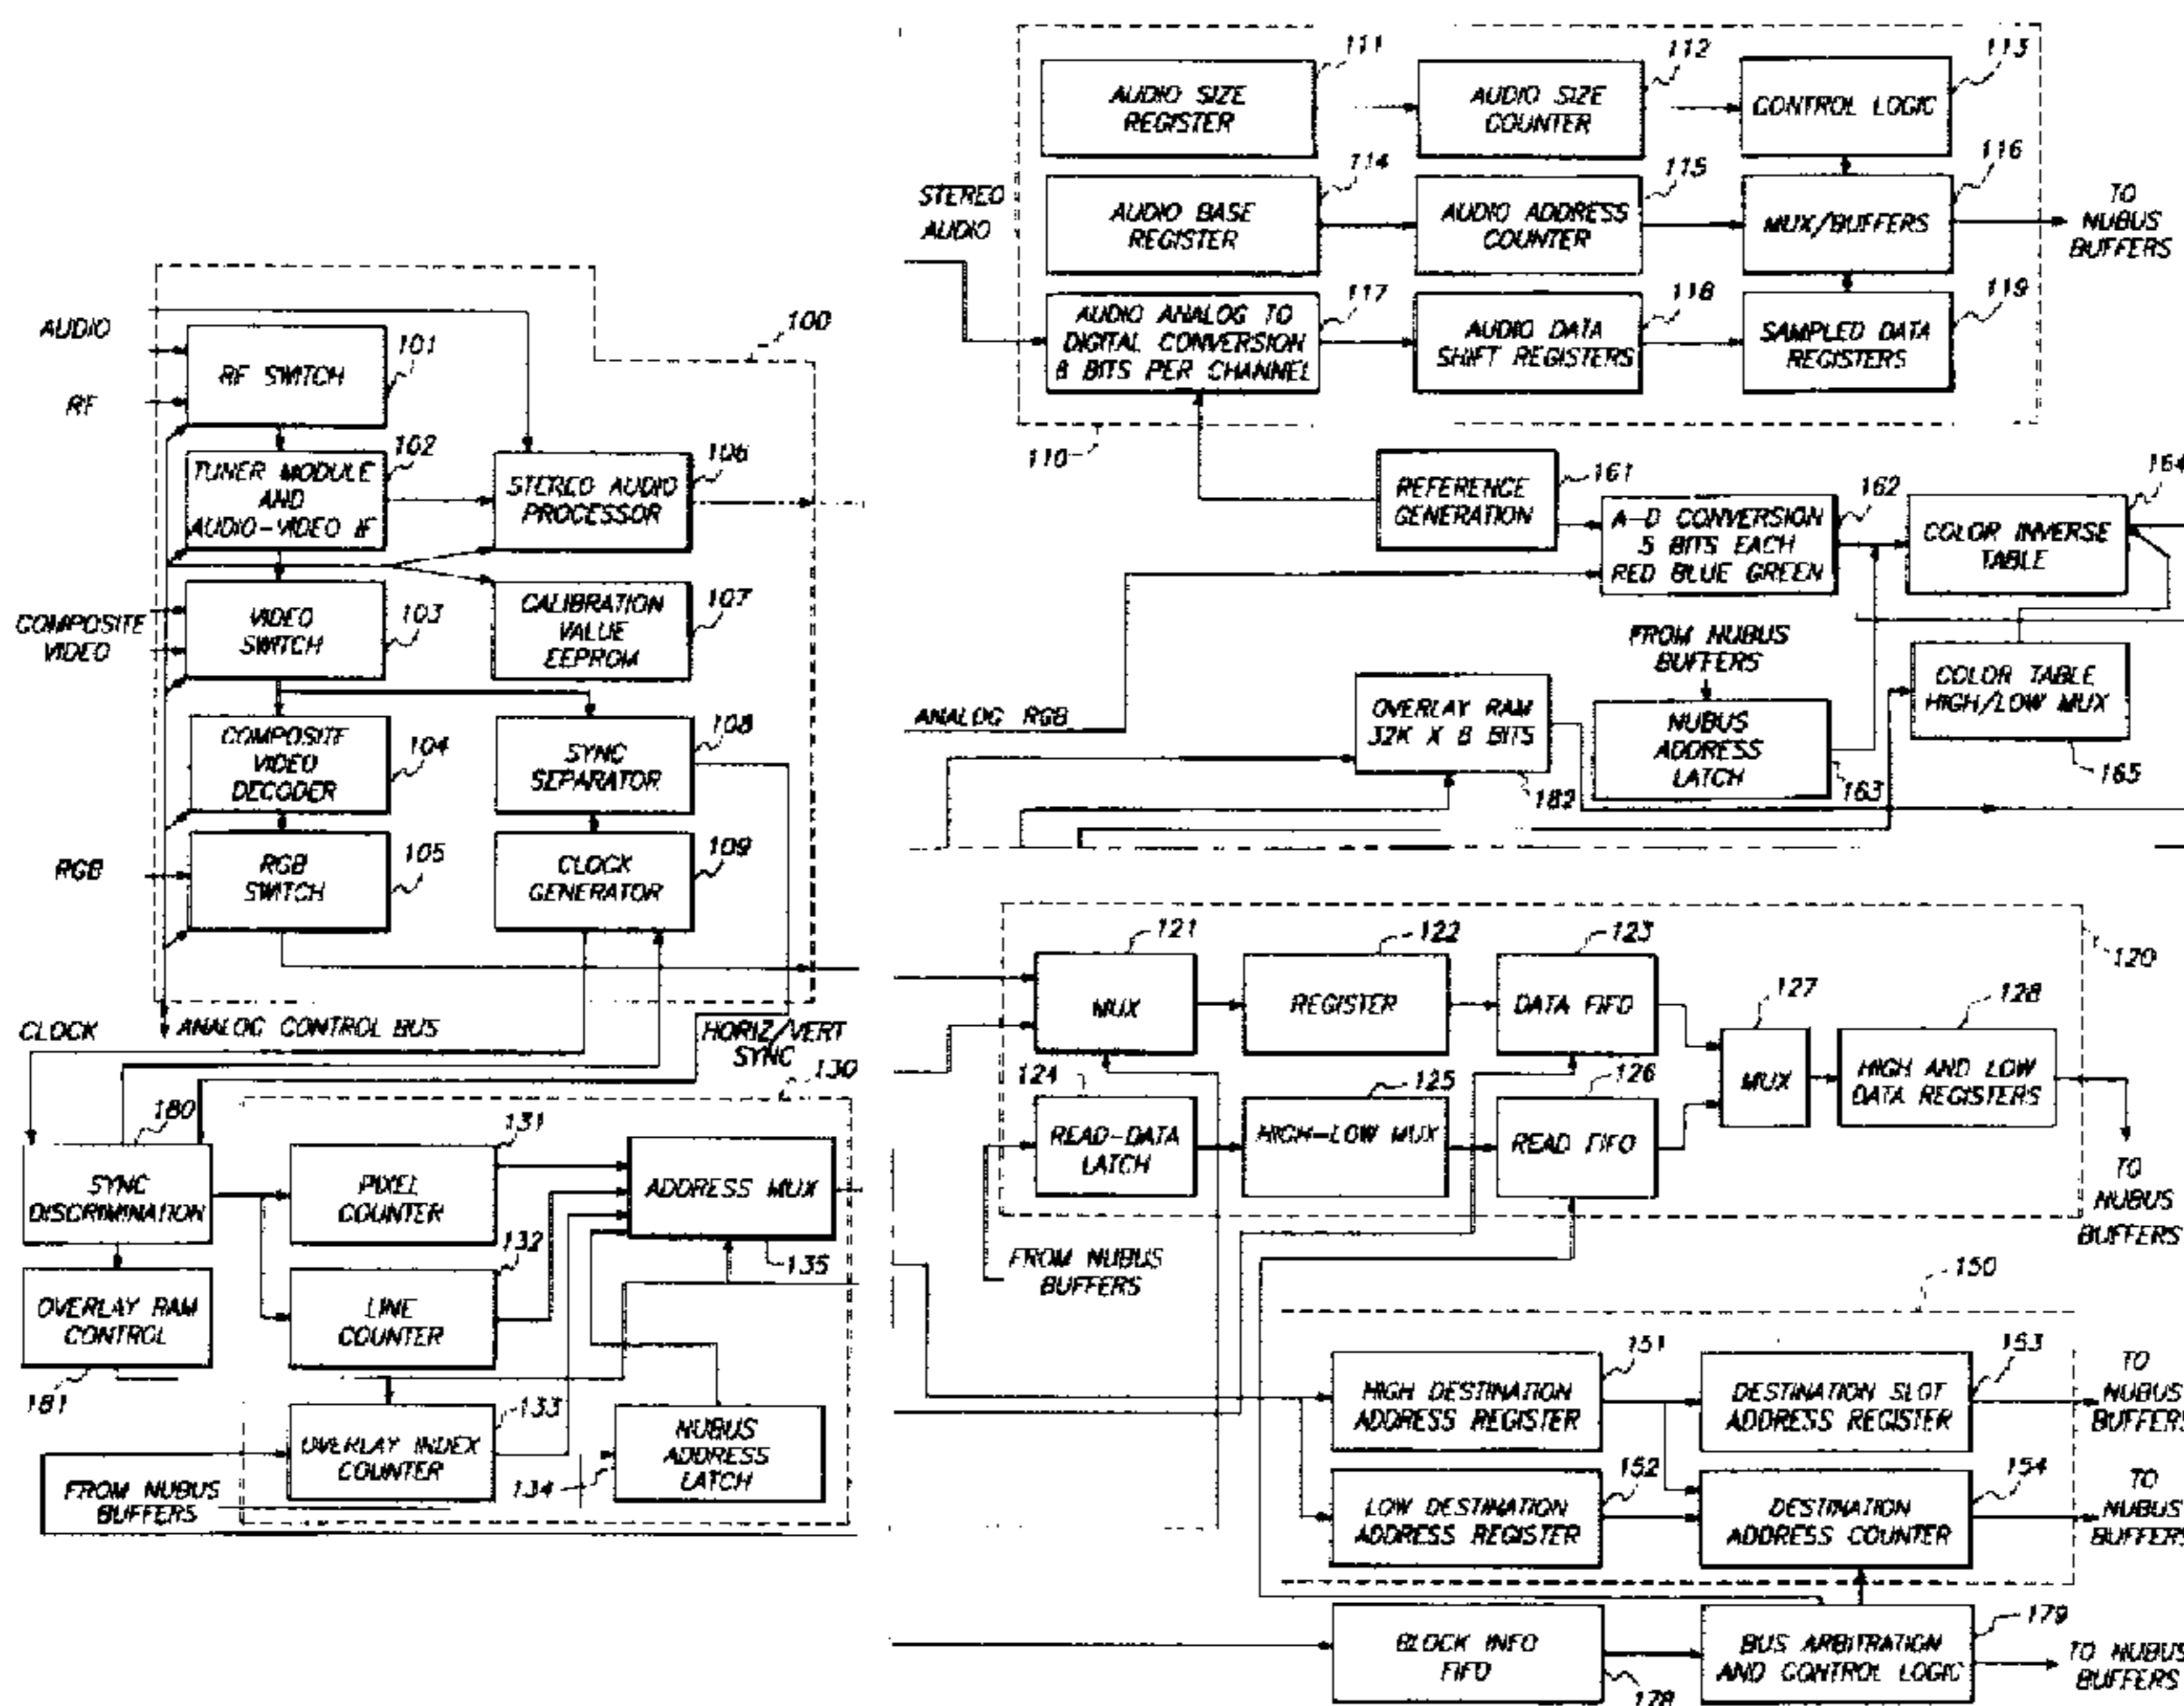 AUDIO
RF
COMPOSITE
VIDEO
RGB
100
RF SWITCH
101
TUNER MODULE
AND
AUDIO-VIDEO IF
102
VIDEO
SWITCH
103
COMPOSITE
VIDEO
DECODER
104
RGB
SWITCH
105
STEREO AUDIO
PROCESSOR
106
CALIBRATION
VALUE
EEPROM
107
SYNC
SEPARATOR
108
CLOCK
GENERATOR
109
CLOCK
ANALOG CONTROL BUS
HORIZ/VERT
SYNC
130
180
SYNC
DISCRIMINATION
OVERLAY RAM
CONTROL
181
131
PIXEL
COUNTER
132
LINE
COUNTER
133
OVERLAY INDEX
COUNTER
134
NUBUS
ADDRESS
LATCH
ADDRESS MUX
135
FROM NUBUS
BUFFERS
STEREO
AUDIO
111
AUDIO SIZE
REGISTER
112
AUDIO SIZE
COUNTER
113
CONTROL LOGIC
114
AUDIO BASE
REGISTER
115
AUDIO ADDRESS
COUNTER
116
MUX/BUFFERS
TO
NUBUS
BUFFERS
117
AUDIO ANALOG TO
DIGITAL CONVERSION
8 BITS PER CHANNEL
118
AUDIO DATA
SHIFT REGISTERS
119
SAMPLED DATA
REGISTERS
110
REFERENCE
GENERATION
161
A-D CONVERSION
5 BITS EACH
RED BLUE GREEN
162
COLOR INVERSE
TABLE
164
ANALOG RGB
OVERLAY RAM
32K X 8 BITS
182
FROM NUBUS
BUFFERS
NUBUS
ADDRESS
LATCH
163
COLOR TABLE
HIGH/LOW MUX
165
120
121
MUX
122
REGISTER
123
DATA FIFO
124
READ-DATA
LATCH
125
HIGH-LOW MUX
126
READ FIFO
127
MUX
128
HIGH AND LOW
DATA REGISTERS
TO
NUBUS
BUFFERS
FROM NUBUS
BUFFERS
150
151
HIGH DESTINATION
ADDRESS REGISTER
152
LOW DESTINATION
ADDRESS REGISTER
153
DESTINATION SLOT
ADDRESS REGISTER
154
DESTINATION
ADDRESS COUNTER
TO
NUBUS
BUFFERS
TO
NUBUS
BUFFERS
BLOCK INFO
FIFO
178
BUS ARBITRATION
AND CONTROL LOGIC
179
TO NUBUS
BUFFERS